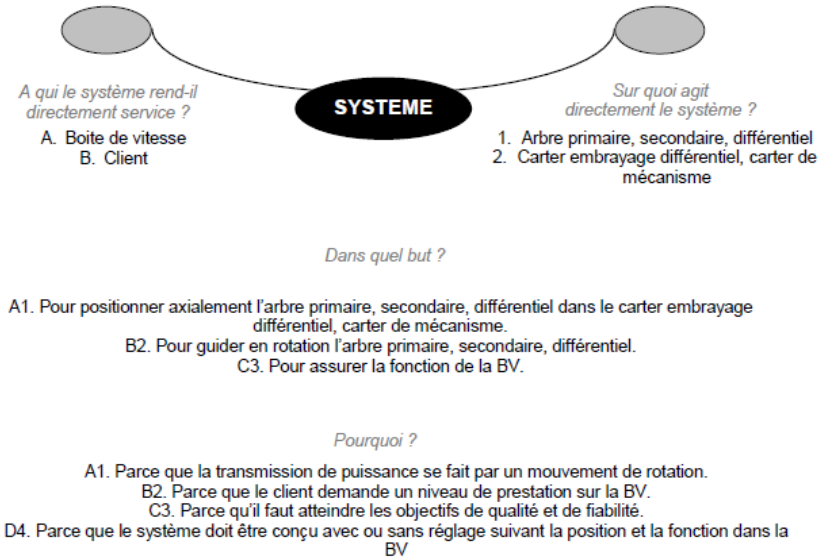 A qui le système rend-il
directement service ?
A. Boite de vitesse
B. Client
SYSTEME
Sur quoi agit
directement le système ?
1. Arbre primaire, secondaire, différentiel
2. Carter embrayage différentiel, carter de
mécanisme
Dans quel but ?
A1. Pour positionner axialement l'arbre primaire, secondaire, différentiel dans le carter embrayage
différentiel, carter de mécanisme.
B2. Pour guider en rotation l'arbre primaire, secondaire, différentiel.
C3. Pour assurer la fonction de la BV.
Pourquoi ?
A1. Parce que la transmission de puissance se fait par un mouvement de rotation.
B2. Parce que le client demande un niveau de prestation sur la BV.
C3. Parce qu'il faut atteindre les objectifs de qualité et de fiabilité.
D4. Parce que le système doit être conçu avec ou sans réglage suivant la position et la fonction dans la
BV